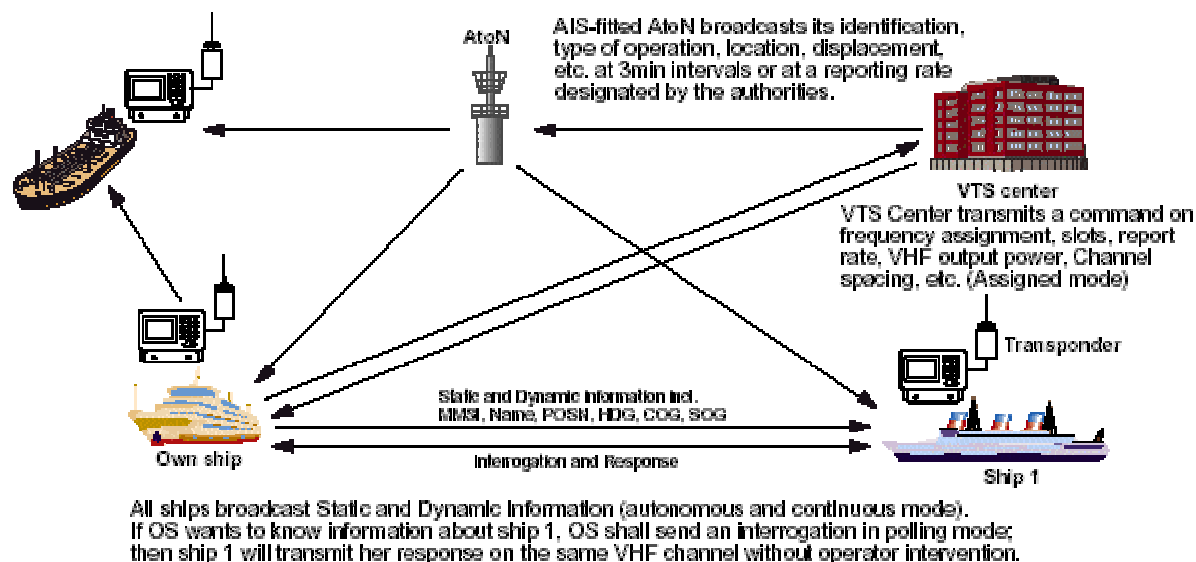 AtoN
AIS-fitted AtoN broadcasts its identification,
type of operation, location, displacement,
etc. at 3min intervals or at a reporting rate
designated by the authorities.
VTS center
VTS Center transmits a command on
frequency assignment, slots, report
rate, VHF output power, Channel
spacing, etc. (Assigned mode)
Transponder
Static and Dynamic Information incl.
MMSI, Name, POSN, HDG, COG, SOG
Own ship
Interrogation and Response
Ship 1
All ships broadcast Static and Dynamic Information (autonomous and continuous mode).
If OS wants to know information about ship 1, OS shall send an interrogation in polling mode;
then ship 1 will transmit her response on the same VHF channel without operator intervention.